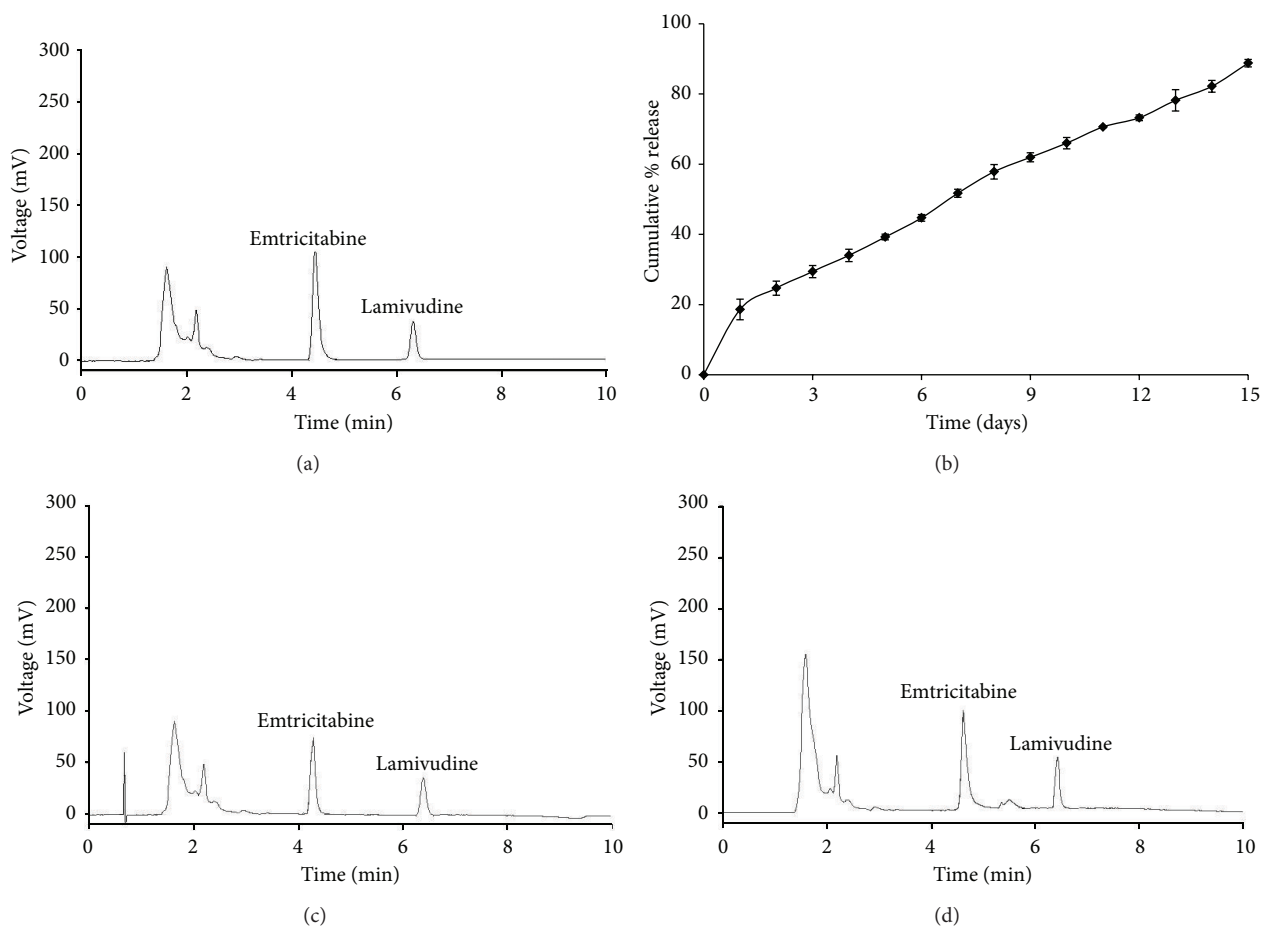 300
250
200
150
100
50
0
Voltage (mV)
Emtricitabine
Lamivudine
0 2 4 6 8 10
Time (min)
(a)
100
80
60
40
20
0
Cumulative % release
0 3 6 9 12 15
Time (days)
(b)
300
250
200
150
100
50
0
Voltage (mV)
Emtricitabine
Lamivudine
0 2 4 6 8 10
Time (min)
(c)
300
250
200
150
100
50
0
Voltage (mV)
Emtricitabine
Lamivudine
0 2 4 6 8 10
Time (min)
(d)